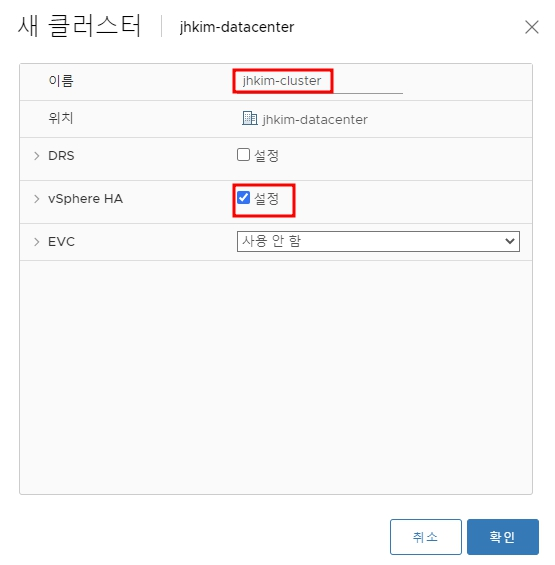 새 클러스터 jhkim-datacenter
이름 jhkim-cluster
위치 jhkim-datacenter
DRS 설정
vSphere HA 설정
EVC 사용 안 함
취소 확인